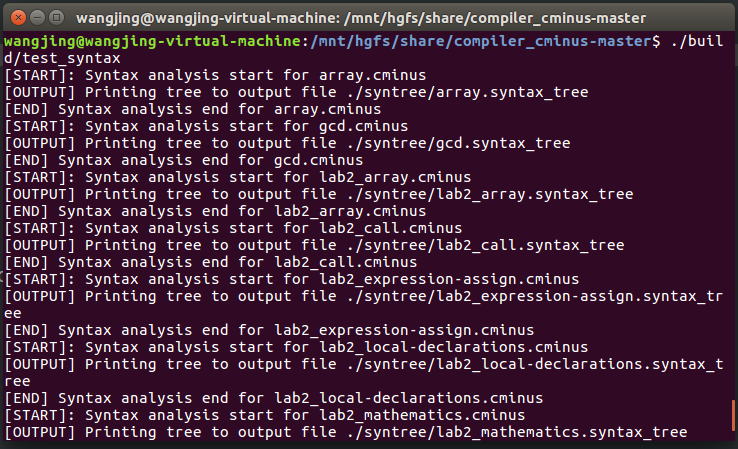 wangjing@wangjing-virtual-machine: /mnt/hgfs/share/compiler_cminus-master
wangjing@wangjing-virtual-machine:/mnt/hgfs/share/compiler_cminus-master$ ./buil
d/test_syntax
[START]: Syntax analysis start for array.cminus
[OUTPUT] Printing tree to output file ./syntree/array.syntax_tree
[END] Syntax analysis end for array.cminus
[START]: Syntax analysis start for gcd.cminus
[OUTPUT] Printing tree to output file ./syntree/gcd.syntax_tree
[END] Syntax analysis end for gcd.cminus
[START]: Syntax analysis start for lab2_array.cminus
[OUTPUT] Printing tree to output file ./syntree/lab2_array.syntax_tree
[END] Syntax analysis end for lab2_array.cminus
[START]: Syntax analysis start for lab2_call.cminus
[OUTPUT] Printing tree to output file ./syntree/lab2_call.syntax_tree
[END] Syntax analysis end for lab2_call.cminus
[START]: Syntax analysis start for lab2_expression-assign.cminus
[OUTPUT] Printing tree to output file ./syntree/lab2_expression-assign.syntax_tr
ee
[END] Syntax analysis end for lab2_expression-assign.cminus
[START]: Syntax analysis start for lab2_local-declarations.cminus
[OUTPUT] Printing tree to output file ./syntree/lab2_local-declarations.syntax_t
ree
[END] Syntax analysis end for lab2_local-declarations.cminus
[START]: Syntax analysis start for lab2_mathematics.cminus
[OUTPUT] Printing tree to output file ./syntree/lab2_mathematics.syntax_tree